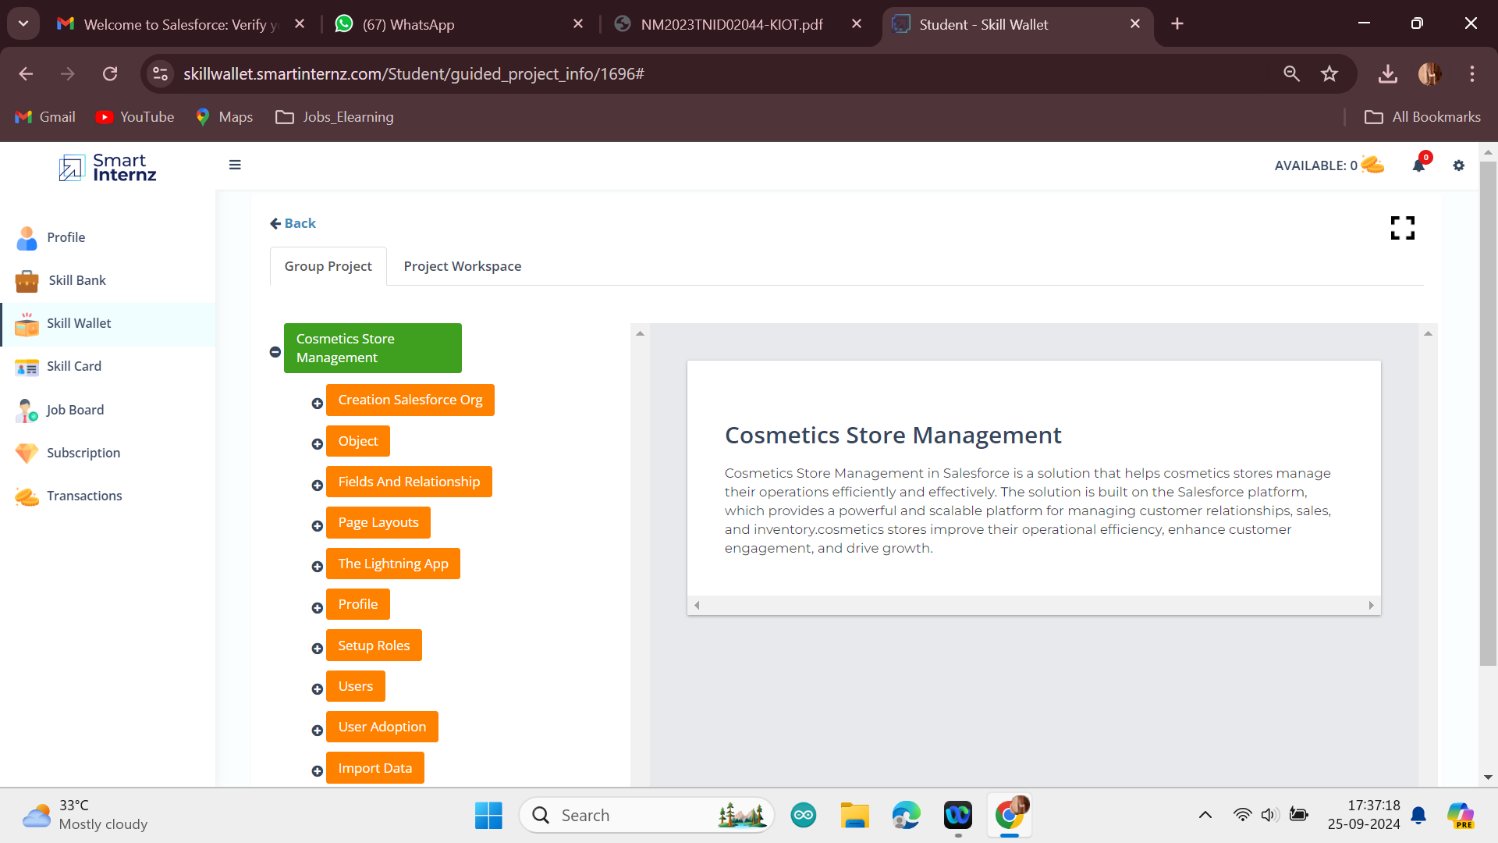 Welcome to Salesforce: Verify y
(67) WhatsApp
NM2023TNID02044-KIOT.pdf
Student - Skill Wallet
skillwallet.smartinternz.com/Student/guided_project_info/1696#
Gmail
YouTube
Maps
Jobs_Elearning
All Bookmarks
Smart
Internz
AVAILABLE: 0
0
Profile
Skill Bank
Skill Wallet
Skill Card
Job Board
Subscription
Transactions
Back
Group Project
Project Workspace
Cosmetics Store
Management
Creation Salesforce Org
Object
Fields And Relationship
Page Layouts
The Lightning App
Profile
Setup Roles
Users
User Adoption
Import Data
Cosmetics Store Management
Cosmetics Store Management in Salesforce is a solution that helps cosmetics stores manage
their operations efficiently and effectively. The solution is built on the Salesforce platform,
which provides a powerful and scalable platform for managing customer relationships, sales,
and inventory.cosmetics stores improve their operational efficiency, enhance customer
engagement, and drive growth.
33°C
Mostly cloudy
Search
17:37:18
25-09-2024
PRE